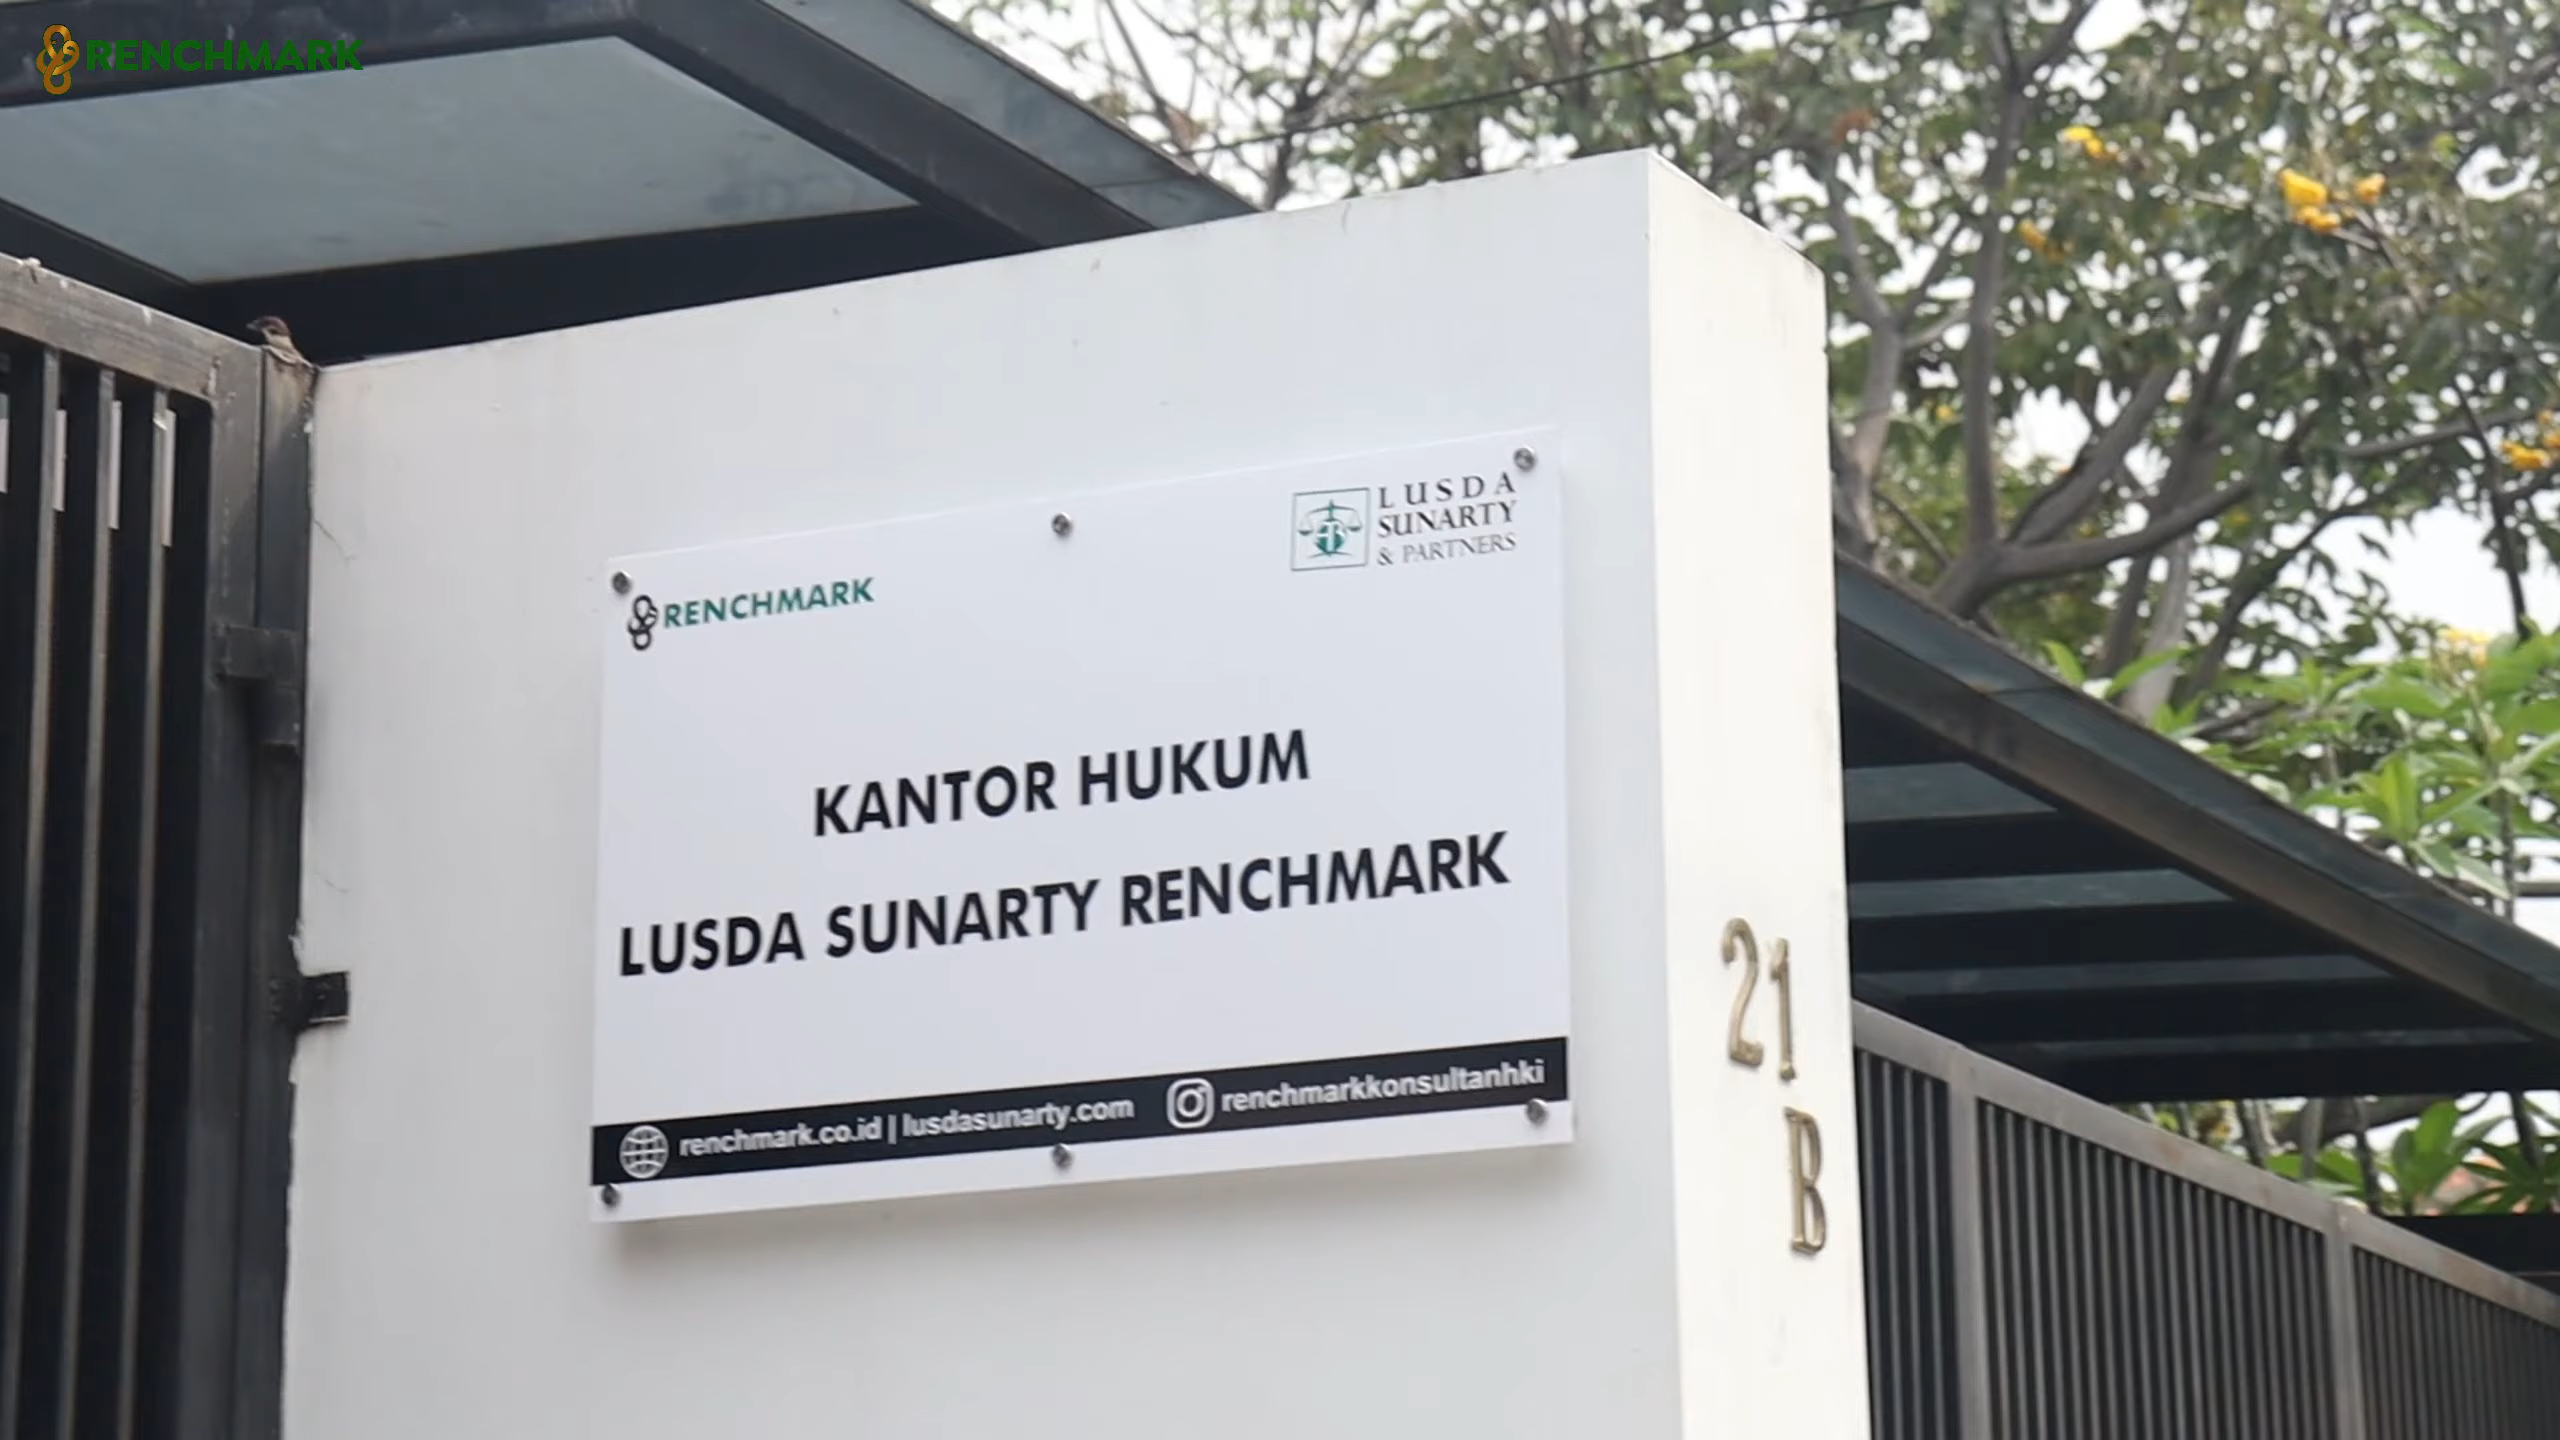 RENCHMARK
RENCHMARK
LUSDA
SUNARTY
& PARTNERS
KANTOR HUKUM
LUSDA SUNARTY RENCHMARK
renchmark.co.id | lusdasunarty.com renchmarkkonsultanhki
21
B